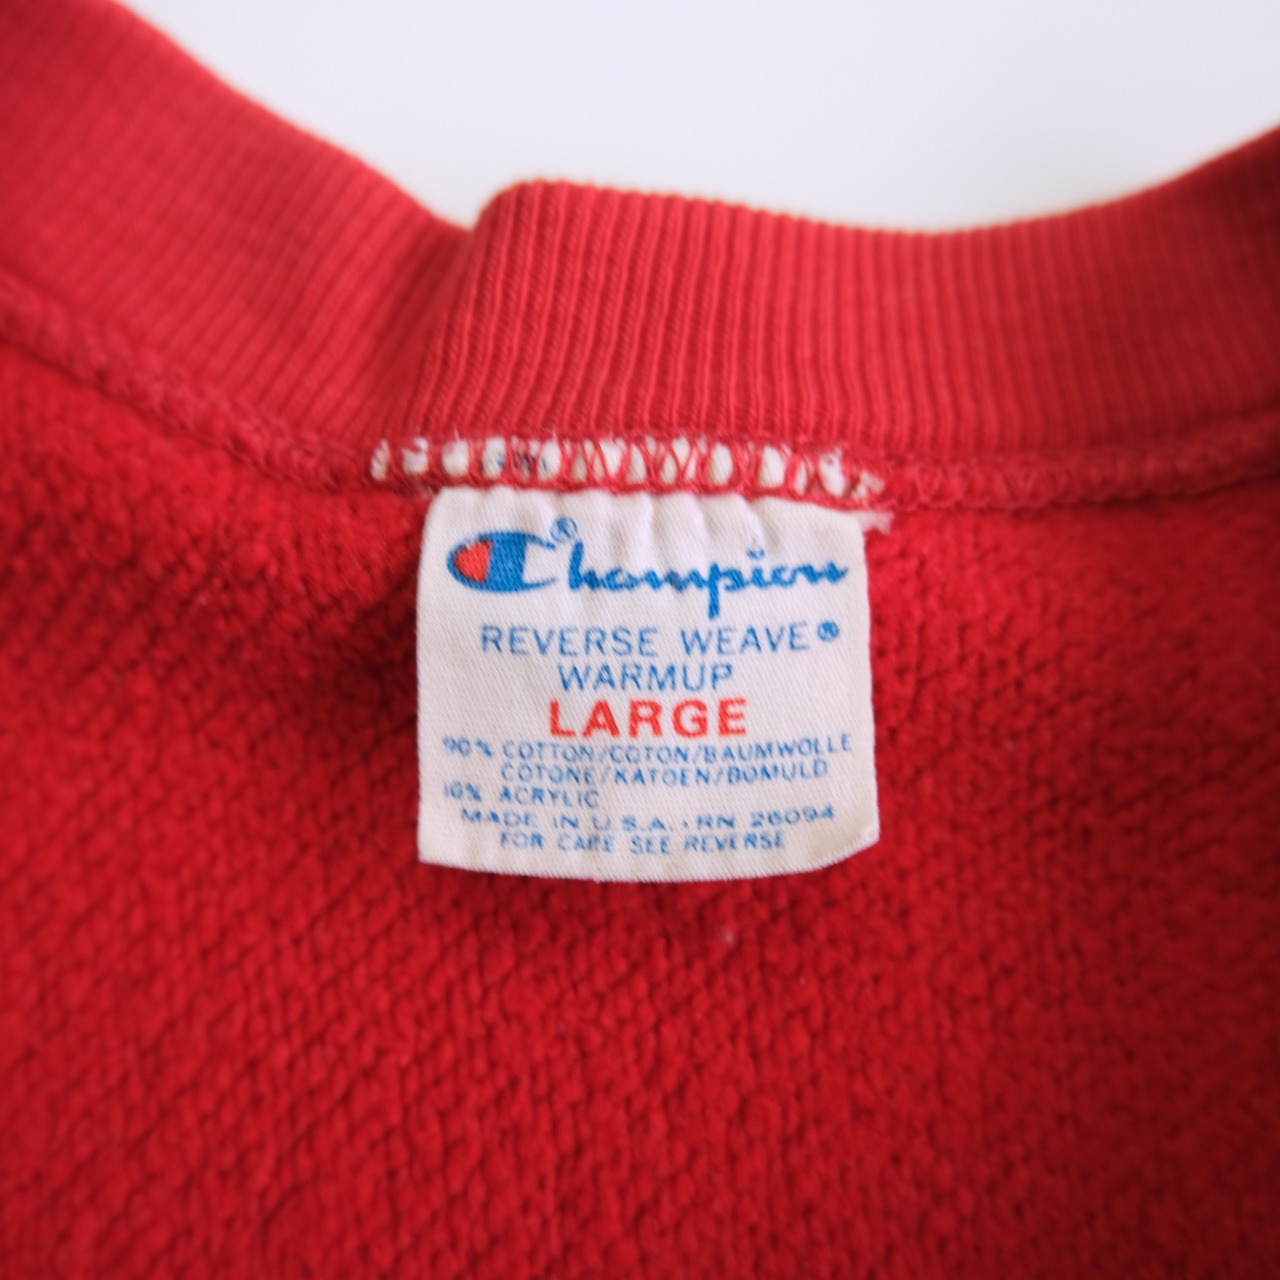 Champion®
REVERSE WEAVE®
WARMUP
LARGE
90% COTTON/COTON/BAUMWOLLE
COTONE/KATOEN/BOMULD
10% ACRYLIC
MADE IN U.S.A. · RN 26094
FOR CARE SEE REVERSE